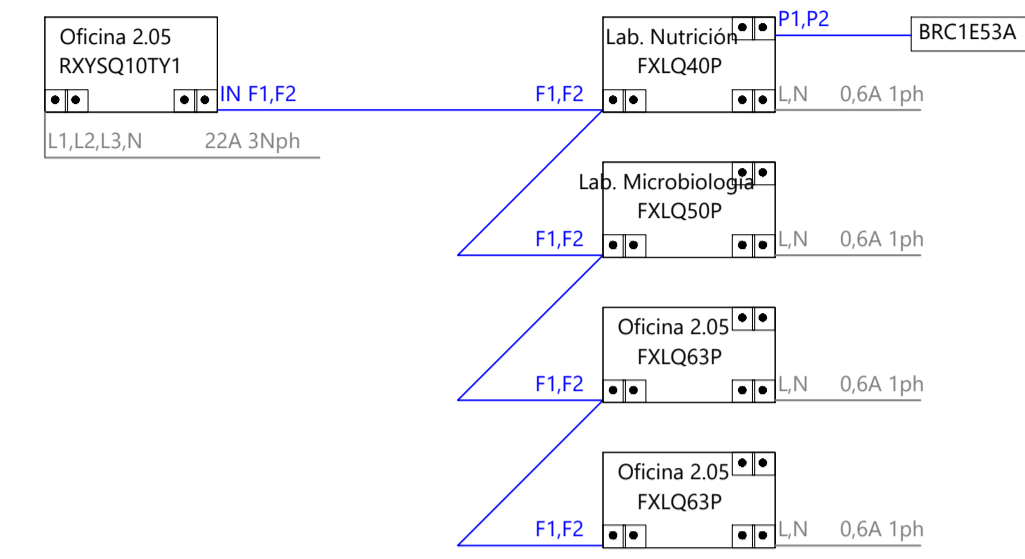 Oficina 2.05
RXYSQ10TY1
IN F1,F2
L1,L2,L3,N 22A 3Nph
Lab. Nutrición
FXLQ40P
P1,P2
BRC1E53A
F1,F2
L,N 0,6A 1ph
Lab. Microbiología
FXLQ50P
F1,F2
L,N 0,6A 1ph
Oficina 2.05
FXLQ63P
F1,F2
L,N 0,6A 1ph
Oficina 2.05
FXLQ63P
F1,F2
L,N 0,6A 1ph